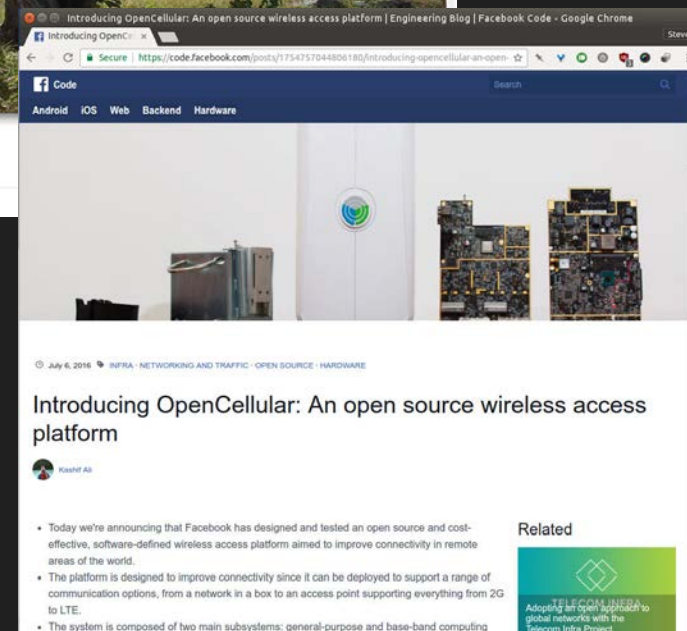 Introducing OpenCellular: An open source wireless access platform | Engineering Blog | Facebook Code - Google Chrome
Introducing OpenCe
Steve
Secure | https://code.facebook.com/posts/1754757044806180/introducing-opencellular-an-open-
Code
Search
Android iOS Web Backend Hardware
July 6, 2016 INFRA · NETWORKING AND TRAFFIC · OPEN SOURCE · HARDWARE
Introducing OpenCellular: An open source wireless access
platform
Kashif Ali
• Today we're announcing that Facebook has designed and tested an open source and cost-
effective, software-defined wireless access platform aimed to improve connectivity in remote
areas of the world.
• The platform is designed to improve connectivity since it can be deployed to support a range of
communication options, from a network in a box to an access point supporting everything from 2G
to LTE.
• The system is composed of two main subsystems: general-purpose and base-band computing
Related
TELECOM INFRA
Adopting an open approach to
global networks with the
Telecom Infra Project